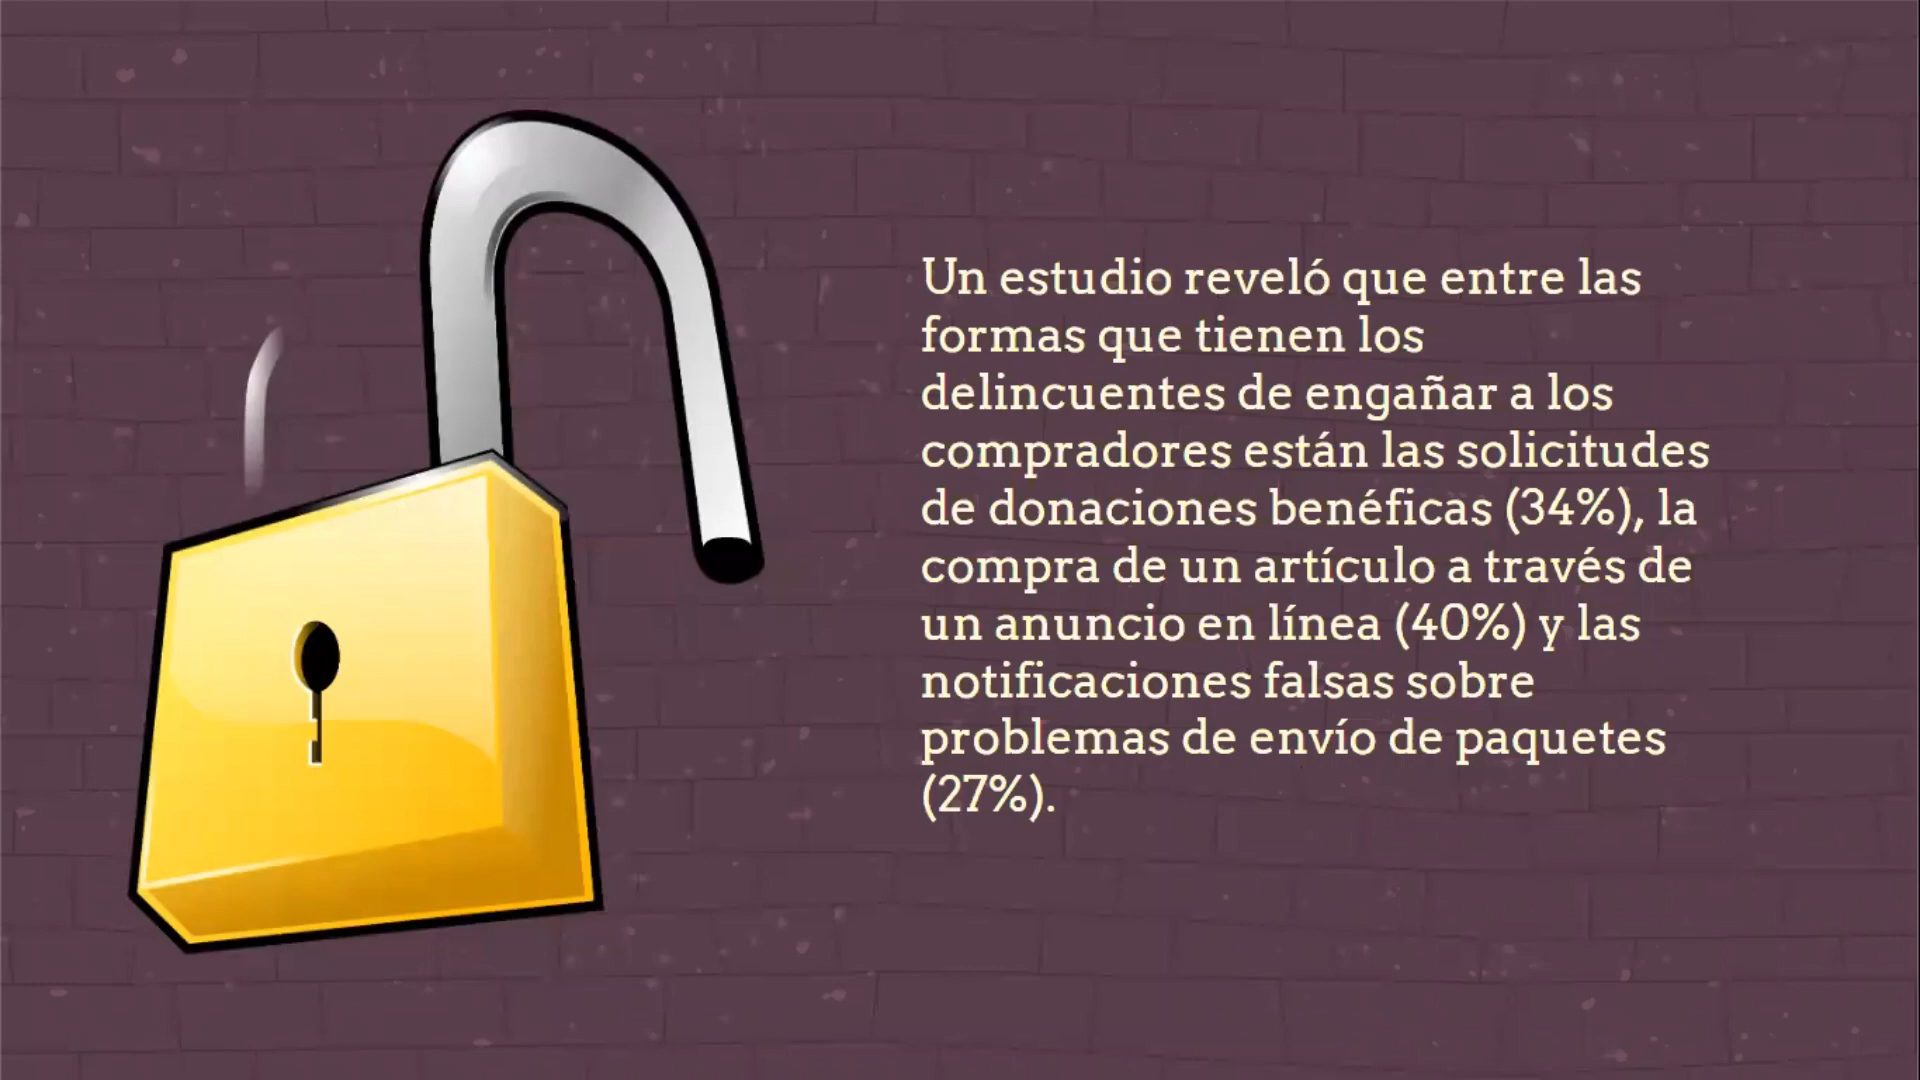 Un estudio reveló que entre las
formas que tienen los
delincuentes de engañar a los
compradores están las solicitudes
de donaciones benéficas (34%), la
compra de un artículo a través de
un anuncio en línea (40%) y las
notificaciones falsas sobre
problemas de envío de paquetes
(27%).